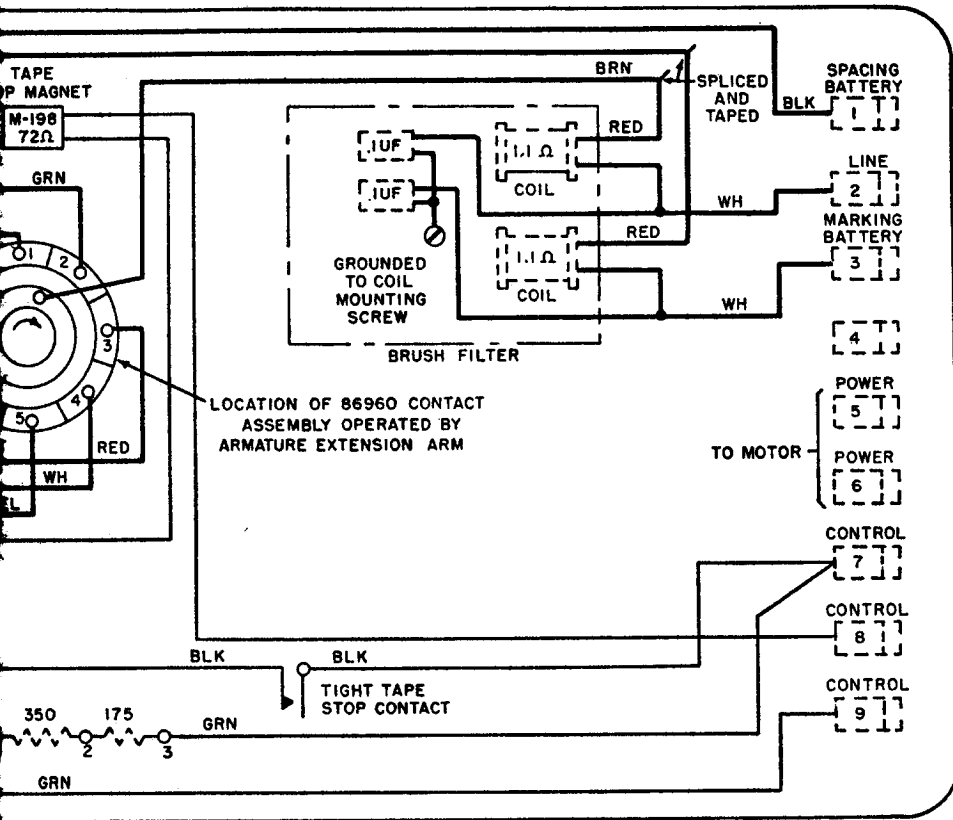 TAPE
P MAGNET
M-198
72Ω
GRN
1
2
3
4
5
RED
WH
L
BRN
SPLICED
AND
TAPED
RED
.1UF
1.1 Ω
COIL
.1UF
WH
RED
1.1 Ω
COIL
GROUNDED
TO COIL
MOUNTING
SCREW
WH
BRUSH FILTER
LOCATION OF 86960 CONTACT
ASSEMBLY OPERATED BY
ARMATURE EXTENSION ARM
SPACING
BATTERY
BLK
1
LINE
2
MARKING
BATTERY
3
4
POWER
5
TO MOTOR
POWER
6
CONTROL
7
CONTROL
8
CONTROL
9
BLK
BLK
TIGHT TAPE
STOP CONTACT
350
175
GRN
2
3
GRN